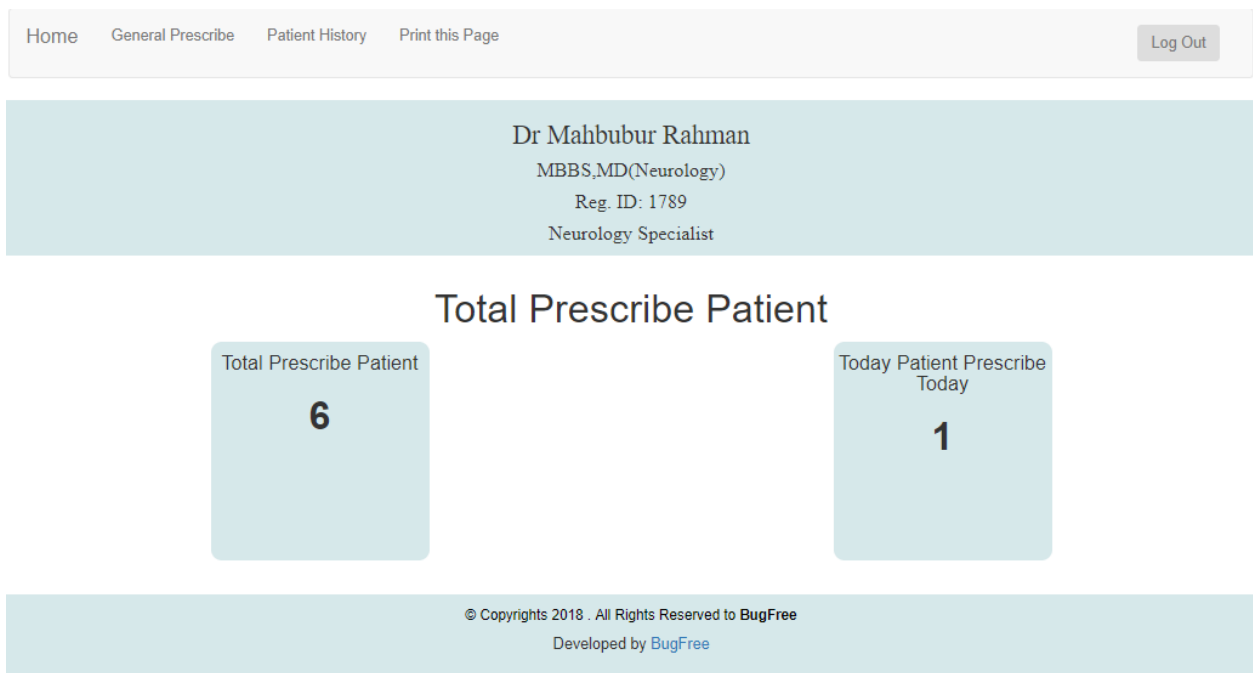 Home General Prescribe Patient History Print this Page Log Out
Dr Mahbubur Rahman
MBBS,MD(Neurology)
Reg. ID: 1789
Neurology Specialist
Total Prescribe Patient
Total Prescribe Patient
6
Today Patient Prescribe
Today
1
© Copyrights 2018 . All Rights Reserved to BugFree
Developed by BugFree